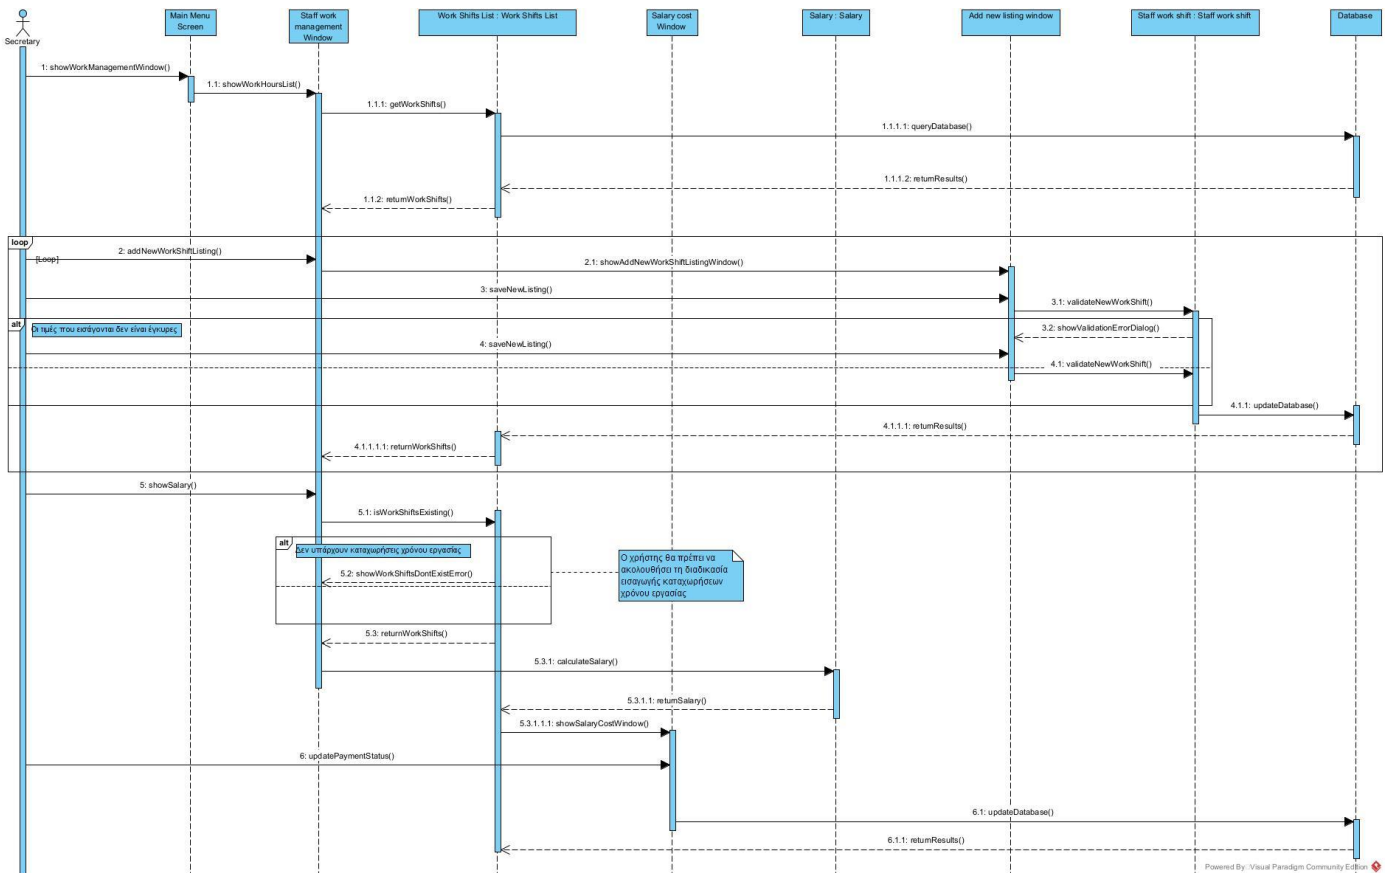 Main Menu
Screen
Staff work
management
Window
Work Shifts List : Work Shifts List
Salary cost
Window
Salary : Salary
Add new listing window
Staff work shift : Staff work shift
Database
Secretary
1: showWorkManagementWindow()
1.1: showWorkHoursList()
1.1.1: getWorkShifts()
1.1.1.1: queryDatabase()
1.1.1.2: returnResults()
1.1.2: returnWorkShifts()
loop
[Loop]
2: addNewWorkShiftListing()
2.1: showAddNewWorkShiftListingWindow()
3: saveNewListing()
3.1: validateNewWorkShift()
alt
Οι τιμές που εισάγονται δεν είναι έγκυρες
3.2: showValidationErrorDialog()
4: saveNewListing()
4.1: validateNewWorkShift()
4.1.1: updateDatabase()
4.1.1.1: returnResults()
4.1.1.1.1: returnWorkShifts()
5: showSalary()
5.1: isWorkShiftsExisting()
alt
Δεν υπάρχουν καταχωρήσεις χρόνου εργασίας
Ο χρήστης θα πρέπει να
ακολουθήσει τη διαδικασία
εισαγωγής καταχωρήσεων
χρόνου εργασίας
5.2: showWorkShiftsDontExistError()
5.3: returnWorkShifts()
5.3.1: calculateSalary()
5.3.1.1: returnSalary()
5.3.1.1.1: showSalaryCostWindow()
6: updatePaymentStatus()
6.1: updateDatabase()
6.1.1: returnResults()
Powered By: Visual Paradigm Community Edition